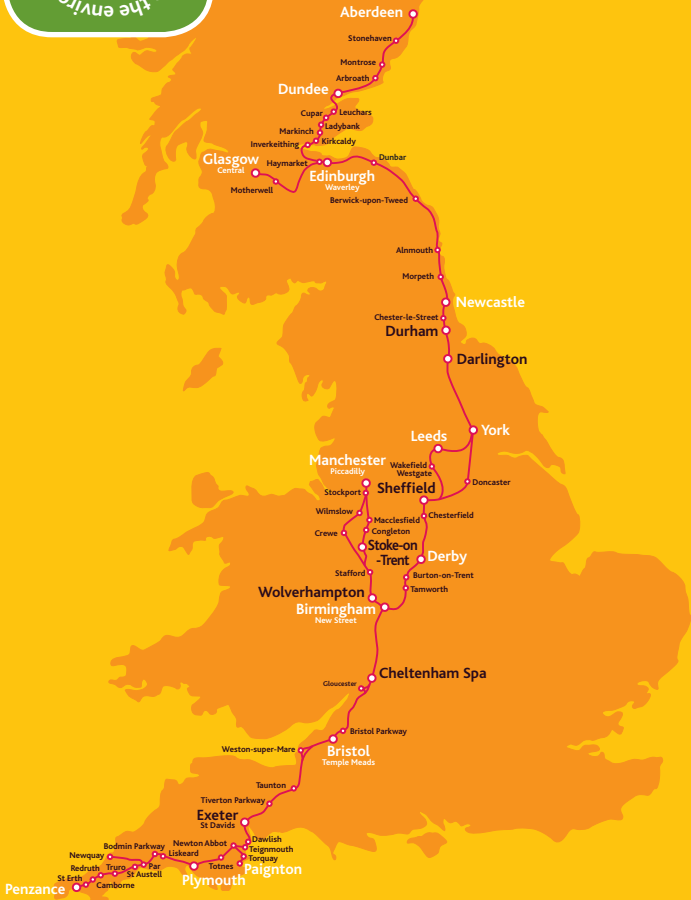 the enviro
Aberdeen
Stonehaven
Montrose
Arbroath
Dundee
Cupar
Leuchars
Ladybank
Markinch
Kirkcaldy
Inverkeithing
Glasgow
Central
Haymarket
Edinburgh
Waverley
Dunbar
Motherwell
Berwick-upon-Tweed
Alnmouth
Morpeth
Newcastle
Chester-le-Street
Durham
Darlington
York
Leeds
Manchester
Piccadilly
Wakefield
Westgate
Doncaster
Stockport
Sheffield
Wilmslow
Macclesfield
Chesterfield
Crewe
Congleton
Stoke-on
-Trent
Derby
Stafford
Burton-on-Trent
Tamworth
Wolverhampton
Birmingham
New Street
Cheltenham Spa
Gloucester
Bristol Parkway
Weston-super-Mare
Bristol
Temple Meads
Taunton
Tiverton Parkway
Exeter
St Davids
Dawlish
Newton Abbot
Teignmouth
Bodmin Parkway
Liskeard
Torquay
Newquay
Totnes
Paignton
Redruth
Truro
Par
St Austell
Plymouth
St Erth
Camborne
Penzance